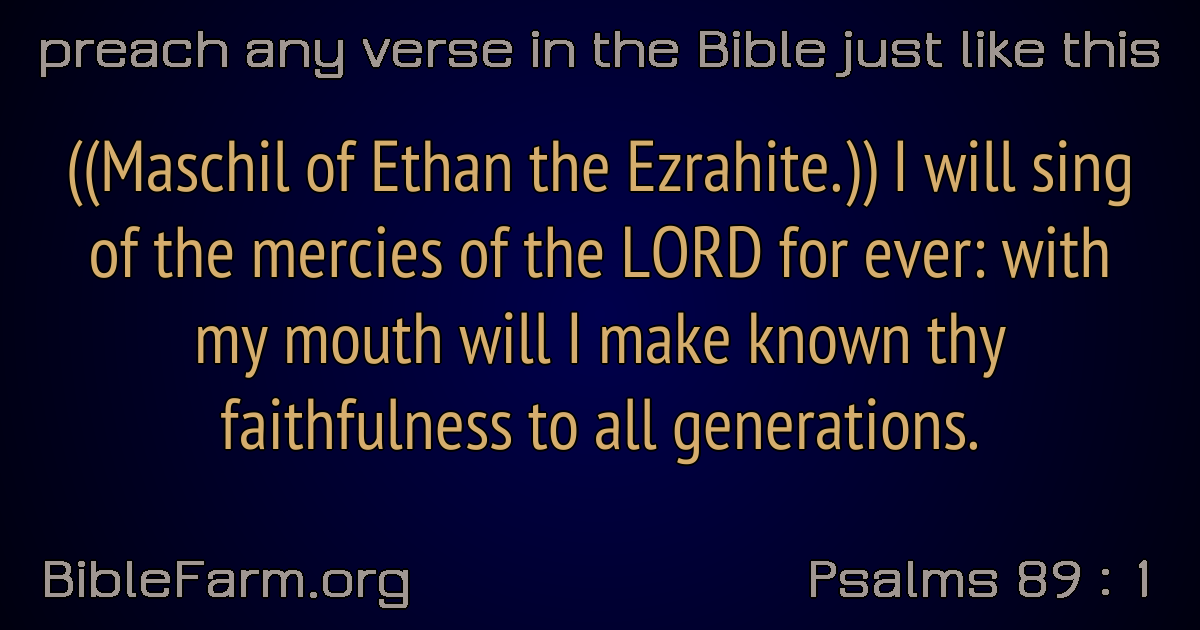 preach any verse in the Bible just like this
((Maschil of Ethan the Ezrahite.)) I will sing
of the mercies of the LORD for ever: with
my mouth will I make known thy
faithfulness to all generations.
BibleFarm.org
Psalms 89 : 1